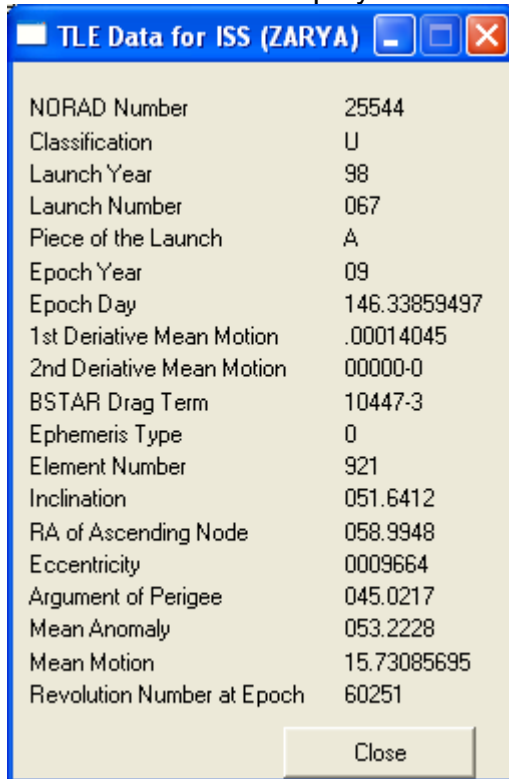 TLE Data for ISS (ZARYA)
NORAD Number 25544
Classification U
Launch Year 98
Launch Number 067
Piece of the Launch A
Epoch Year 09
Epoch Day 146.33859497
1st Deriative Mean Motion .00014045
2nd Deriative Mean Motion 00000-0
BSTAR Drag Term 10447-3
Ephemeris Type 0
Element Number 921
Inclination 051.6412
RA of Ascending Node 058.9948
Eccentricity 0009664
Argument of Perigee 045.0217
Mean Anomaly 053.2228
Mean Motion 15.73085695
Revolution Number at Epoch 60251
Close